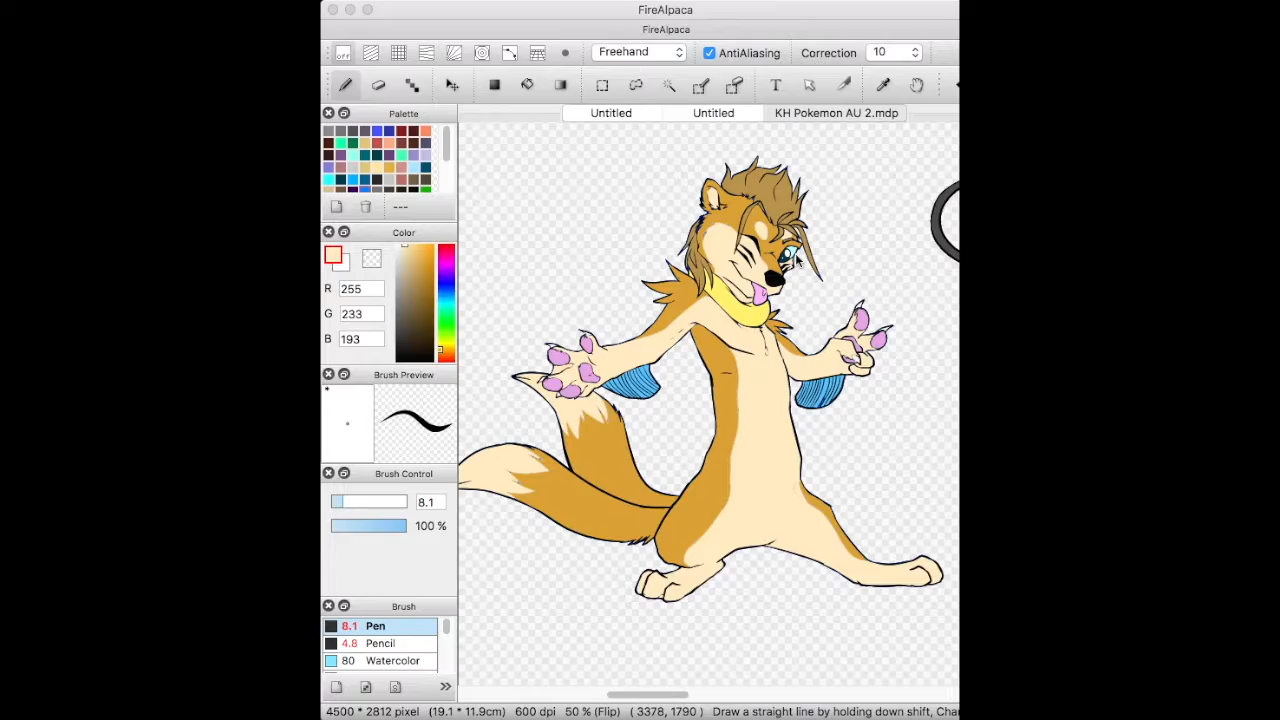 FireAlpaca
FireAlpaca
off Freehand AntiAliasing Correction 10
T
Untitled Untitled KH Pokemon AU 2.mdp
Palette
---
Color
R 255
G 233
B 193
Brush Preview
*
Brush Control
8.1
100 %
Brush
8.1 Pen
4.8 Pencil
80 Watercolor
4500 * 2812 pixel (19.1 * 11.9cm) 600 dpi 50 % (Flip) ( 3378, 1790 ) Draw a straight line by holding down shift, Cha